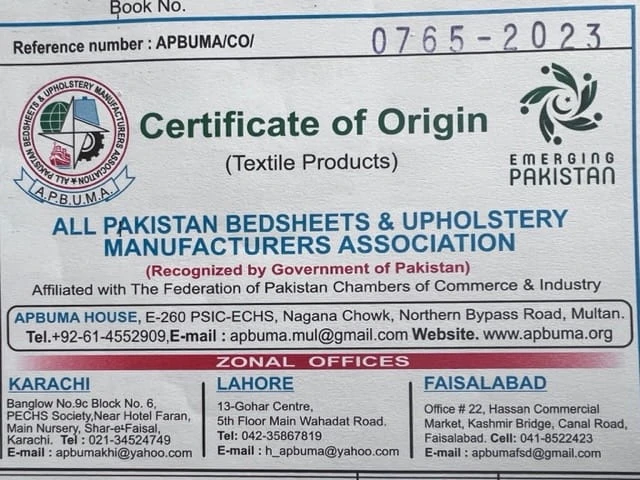 Book No.
Reference number : APBUMA/CO/ 0765-2023
ALL PAKISTAN BEDSHEETS & UPHOLSTERY MANUFACTURERS ASSOCIATION
A.P.B.U.M.A.
Certificate of Origin
(Textile Products)
EMERGING
PAKISTAN
ALL PAKISTAN BEDSHEETS & UPHOLSTERY
MANUFACTURERS ASSOCIATION
(Recognized by Government of Pakistan)
Affiliated with The Federation of Pakistan Chambers of Commerce & Industry
APBUMA HOUSE, E-260 PSIC-ECHS, Nagana Chowk, Northern Bypass Road, Multan.
Tel.+92-61-4552909,E-mail : apbuma.mul@gmail.com Website. www.apbuma.org
ZONAL OFFICES
KARACHI
Banglow No.9c Block No. 6,
PECHS Society,Near Hotel Faran,
Main Nursery, Shar-e-Faisal,
Karachi. Tel : 021-34524749
E-mail : apbumakhi@yahoo.com
LAHORE
13-Gohar Centre,
5th Floor Main Wahadat Road.
Tel: 042-35867819
E-mail : h_apbuma@yahoo.com
FAISALABAD
Office # 22, Hassan Commercial
Market, Kashmir Bridge, Canal Road,
Faisalabad. Cell: 041-8522423
E-mail : apbumafsd@gmail.com